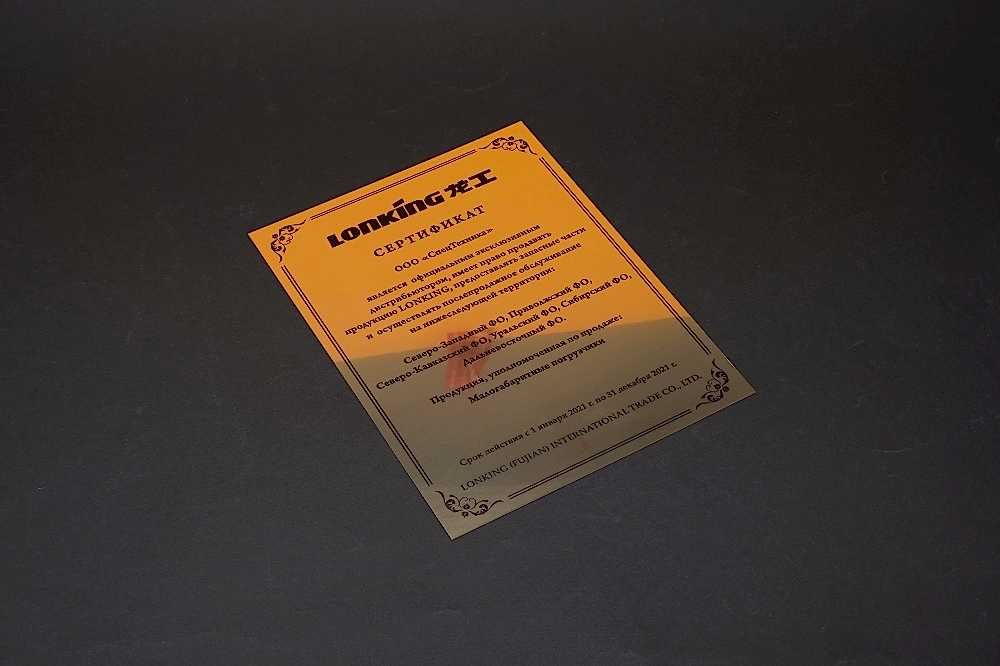 LONKING 龙工
СЕРТИФИКАТ
ООО «СпецТехника»
является официальным эксклюзивным
дистрибьютором, имеет право продавать
продукцию LONKING, предоставлять запасные части
и осуществлять послепродажное обслуживание
на нижеследующей территории:
Северо-Западный ФО, Приволжский ФО,
Северо-Кавказский ФО, Уральский ФО, Сибирский ФО,
Дальневосточный ФО.
Продукция, уполномоченная по продаже:
Малогабаритные погрузчики
Срок действия с 1 января 2021 г. по 31 декабря 2021 г.
LONKING (FUJIAN) INTERNATIONAL TRADE CO., LTD.